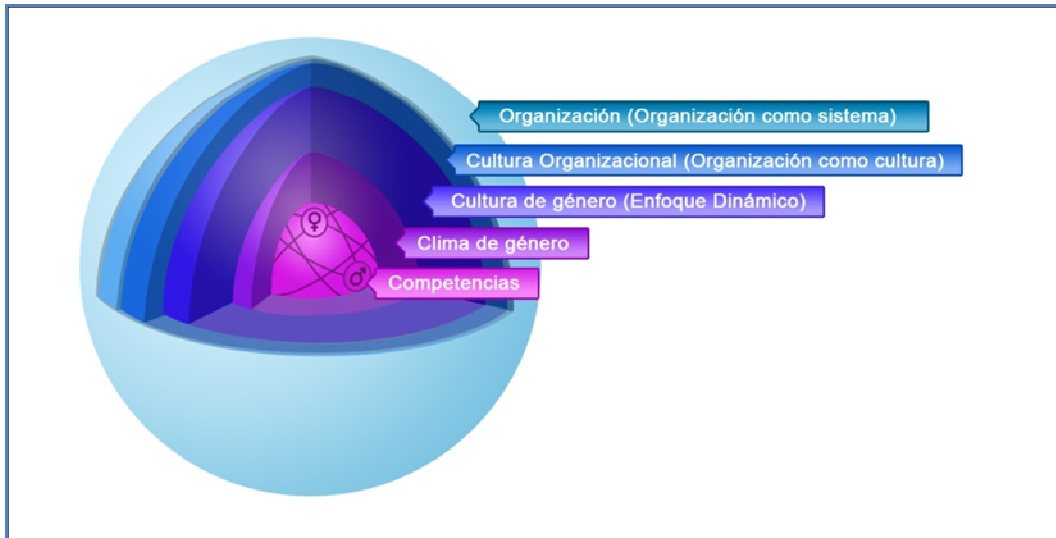 Organización (Organización como sistema)
Cultura Organizacional (Organización como cultura)
Cultura de género (Enfoque Dinámico)
Clima de género
Competencias